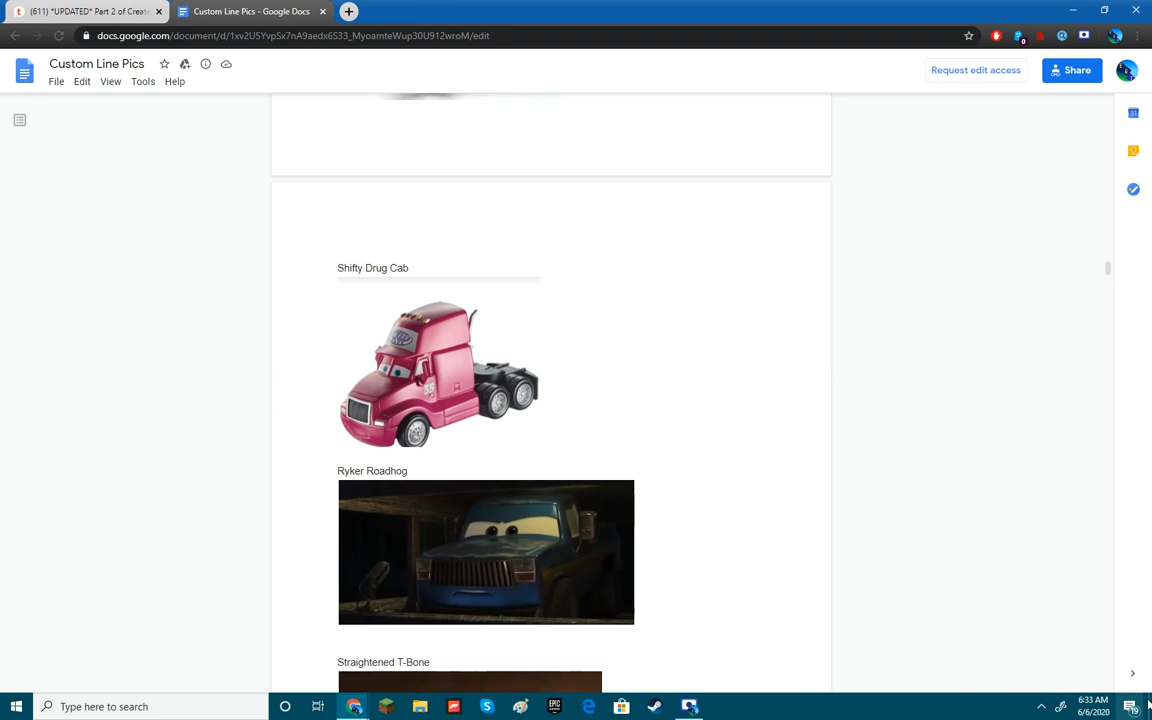 (611) *UPDATED* Part 2 of Create
Custom Line Pics - Google Docs
docs.google.com/document/d/1xv2U5YvpSx7nA9aedx6S33_MyoamteWup30U912wroM/edit
Custom Line Pics
File Edit View Tools Help
Request edit access
Share
Shifty Drug Cab
Ryker Roadhog
Straightened T-Bone
Type here to search
6:33 AM
6/6/2020
19